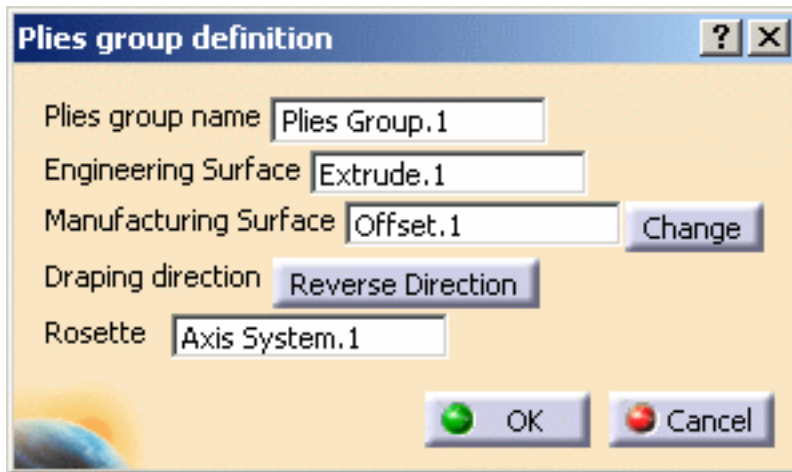 Plies group definition ? X
Plies group name Plies Group.1
Engineering Surface Extrude.1
Manufacturing Surface Offset.1 Change
Draping direction Reverse Direction
Rosette Axis System.1
OK Cancel